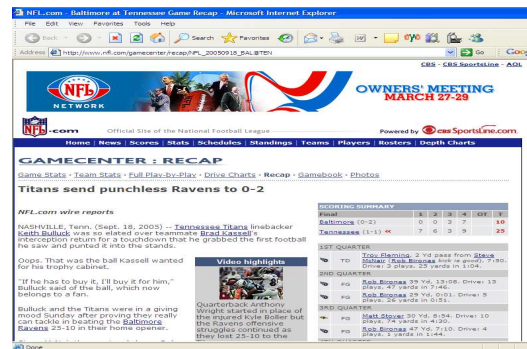 NFL.com - Baltimore at Tennessee Game Recap - Microsoft Internet Explorer
File Edit View Favorites Tools Help
Back Search Favorites
Address http://www.nfl.com/gamecenter/recap/NFL_20050918_BAL@TEN Go Goo
CBS - CBS SportsLine - AOL
NFL
NETWORK
OWNERS' MEETING
MARCH 27-29
NFL .com Official Site of the National Football League Powered by CBS SportsLine.com
Home | News | Scores | Stats | Schedules | Standings | Teams | Players | Rosters | Depth Charts
GAMECENTER : RECAP
Game Stats - Team Stats - Full Play-by-Play - Drive Charts - Recap - Gamebook - Photos
Titans send punchless Ravens to 0-2
NFL.com wire reports
NASHVILLE, Tenn. (Sept. 18, 2005) -- Tennessee Titans linebacker
Keith Bulluck was so elated over teammate Brad Kassell's
interception return for a touchdown that he grabbed the first football
he saw and punted it into the stands.
Oops. That was the ball Kassell wanted
for his trophy cabinet.
"If he has to buy it, I'll buy it for him,"
Bulluck said of the ball, which now
belongs to a fan.
Bulluck and the Titans were in a giving
mood Sunday after proving they really
can tackle in beating the Baltimore
Ravens 25-10 in their home opener.
Video highlights
Quarterback Anthony
Wright started in place of
the injured Kyle Boller but
the Ravens offensive
struggles continued as
they lost 25-10 to the
SCORING SUMMARY
Final 1 2 3 4 OT T
Baltimore (0-2) 0 0 3 7 10
Tennessee (1-1) « 7 6 3 9 25
1ST QUARTER
TD Troy Fleming 2 Yd pass from Steve
McNair (Rob Bironas kick is good), 7:50.
Drive: 3 plays, 25 yards in 1:04.
2ND QUARTER
FG Rob Bironas 39 Yd, 13:08. Drive: 13
plays, 47 yards in 7:46.
FG Rob Bironas 29 Yd, 0:01. Drive: 5
plays, 26 yards in 0:51.
3RD QUARTER
FG Matt Stover 30 Yd, 8:54. Drive: 10
plays, 74 yards in 4:30.
FG Rob Bironas 47 Yd, 7:10. Drive: 4
plays, 1 yards in 1:44.
Done